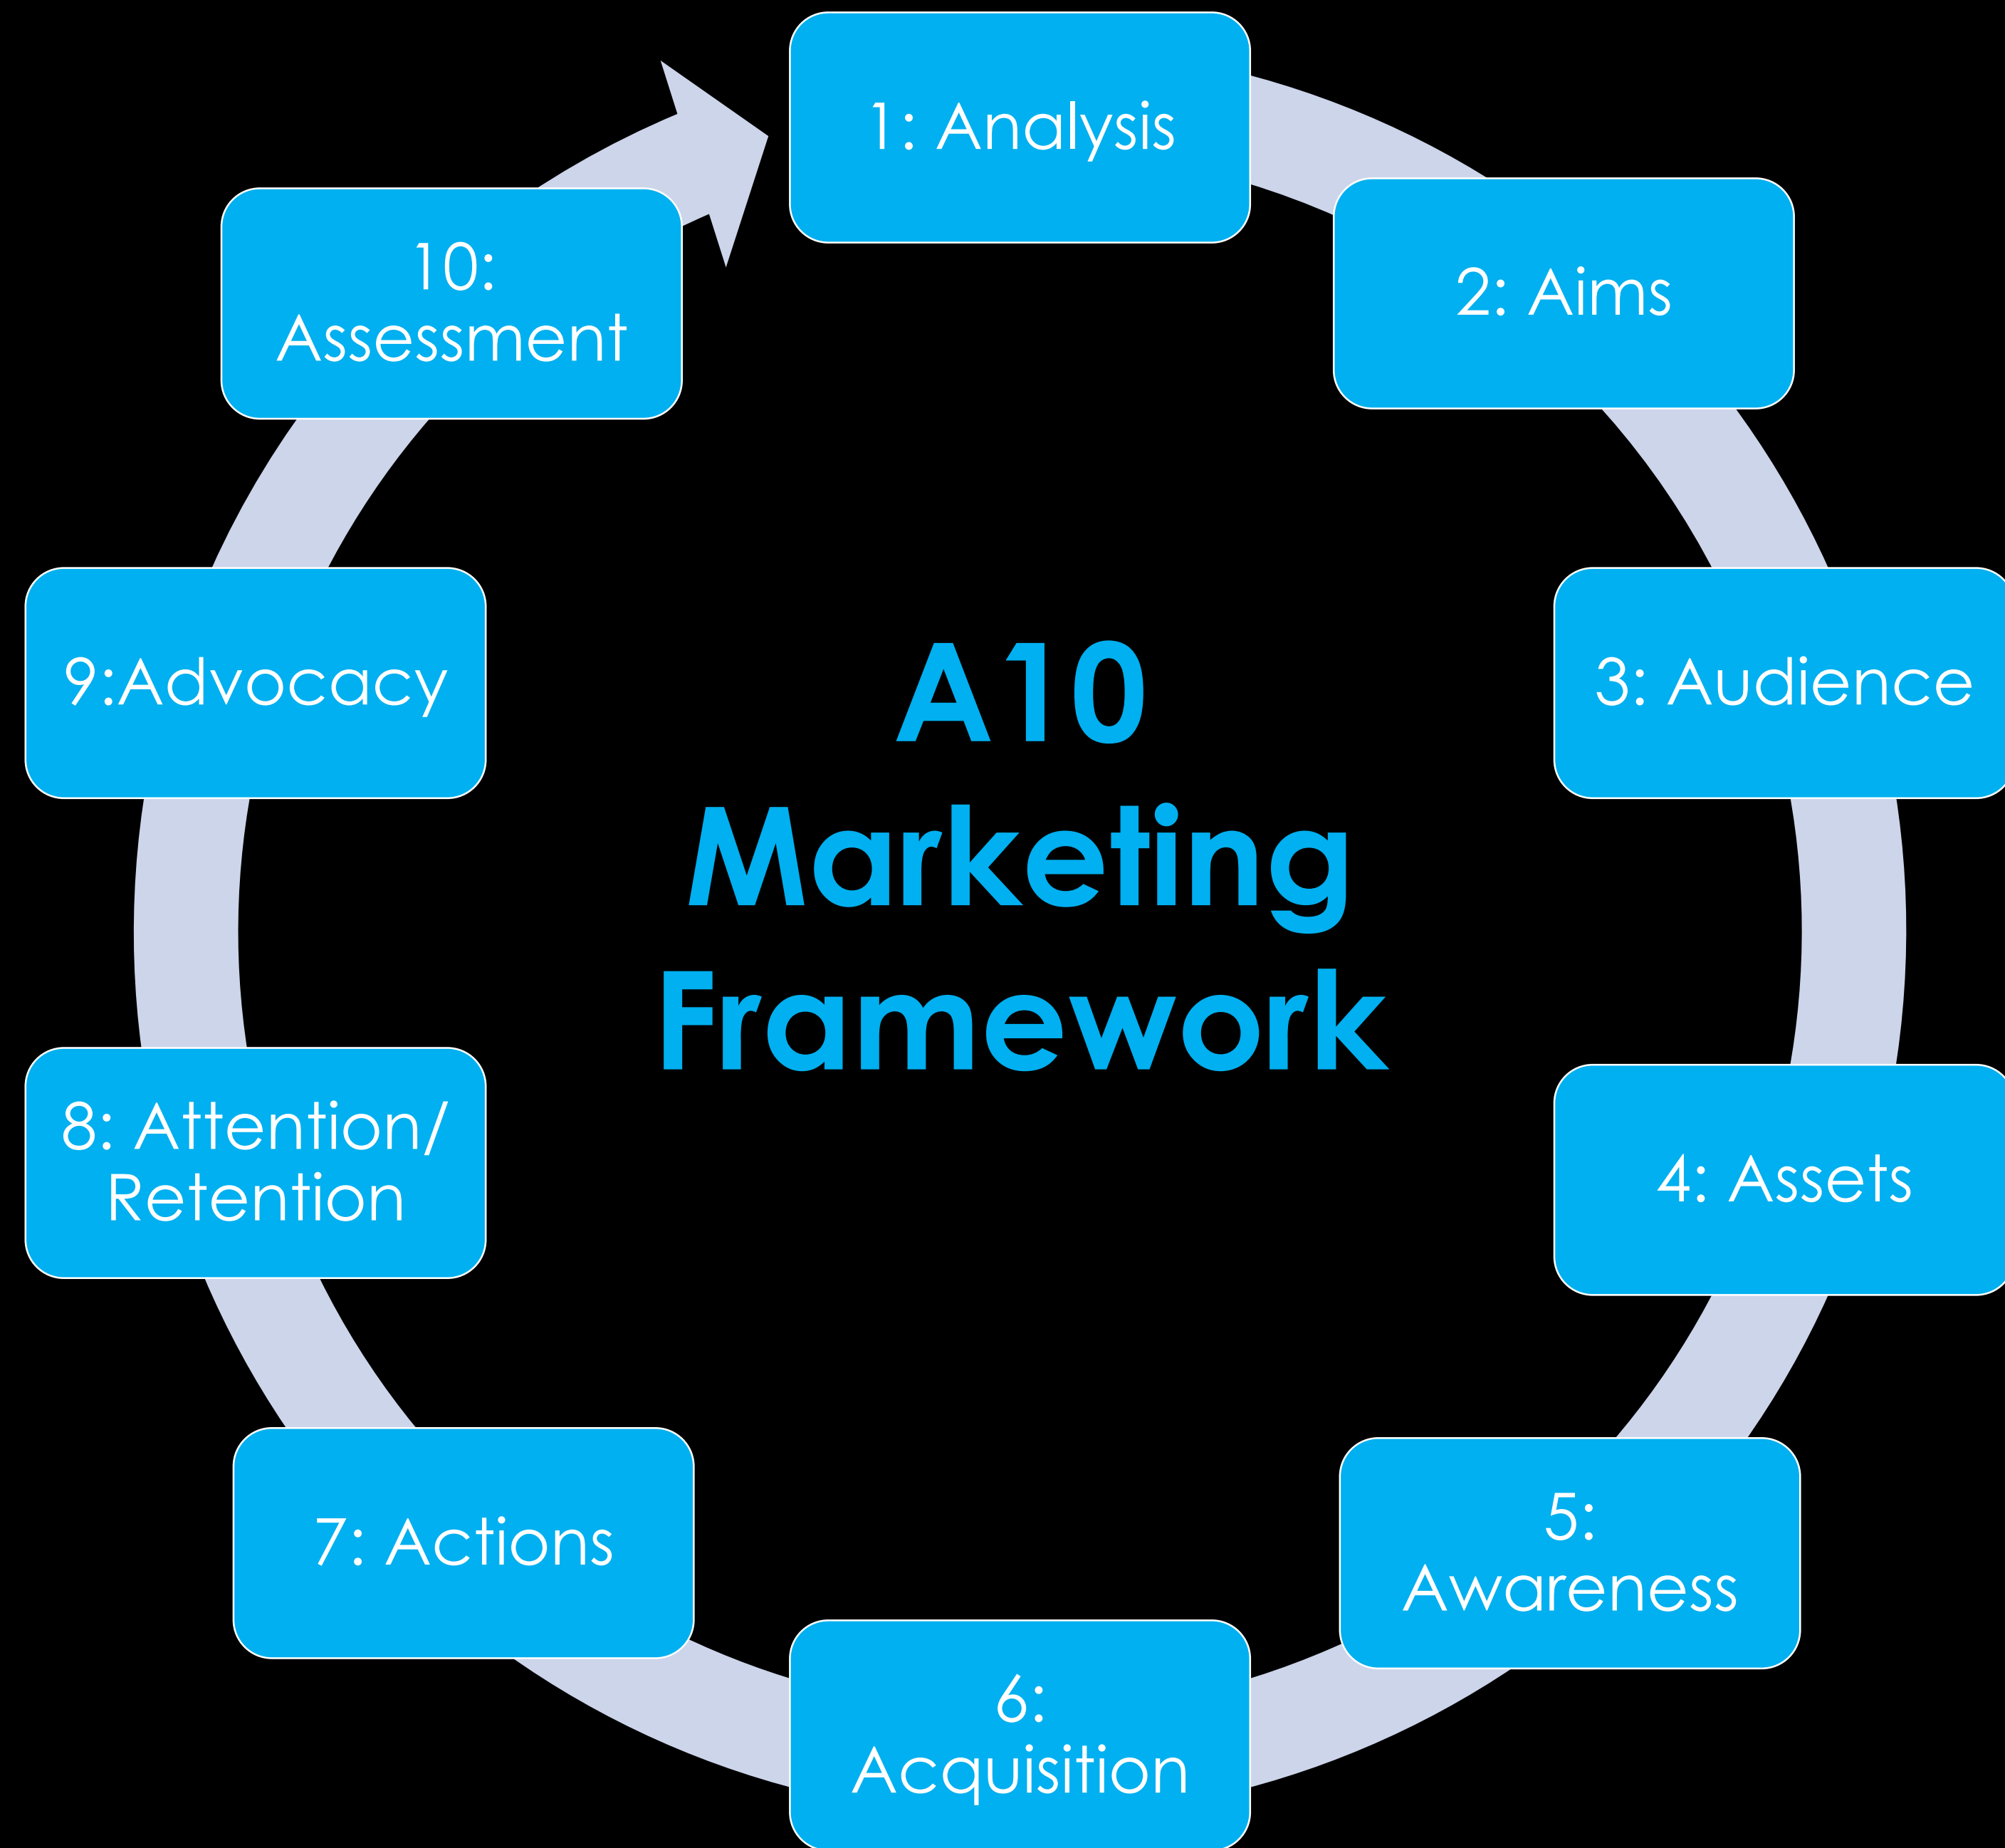 1: Analysis
2: Aims
3: Audience
4: Assets
5:
Awareness
6:
Acquisition
7: Actions
8: Attention/
Retention
9:Advocacy
10:
Assessment
A10
Marketing
Framework